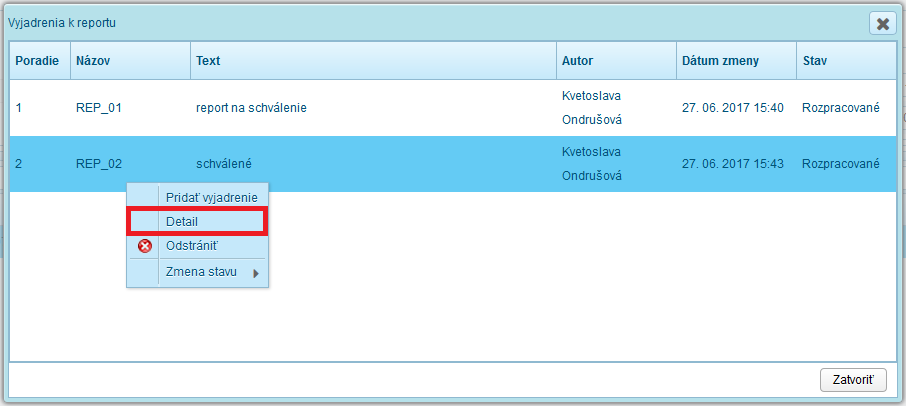 Vyjadrenia k reportu
Poradie Názov Text Autor Dátum zmeny Stav
1 REP_01 report na schválenie Kvetoslava Ondrušová 27. 06. 2017 15:40 Rozpracované
2 REP_02 schválené Kvetoslava Ondrušová 27. 06. 2017 15:43 Rozpracované
Pridať vyjadrenie
Detail
Odstrániť
Zmena stavu
Zatvoriť